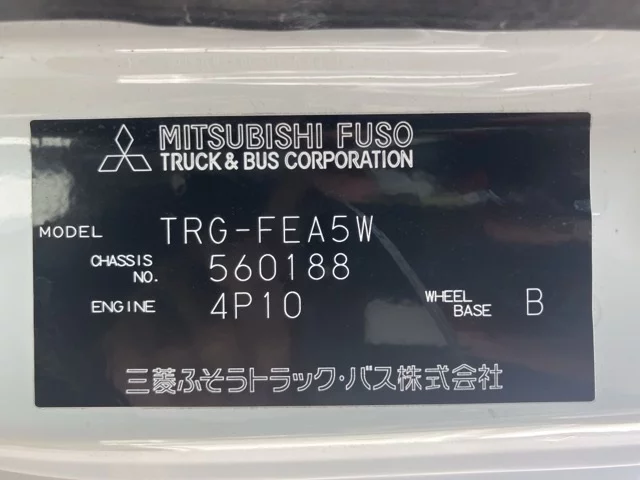 MITSUBISHI FUSO
TRUCK & BUS CORPORATION
MODEL TRG-FEA5W
CHASSIS NO. 560188
ENGINE 4P10 WHEEL BASE B
三菱ふそうトラック・バス株式会社